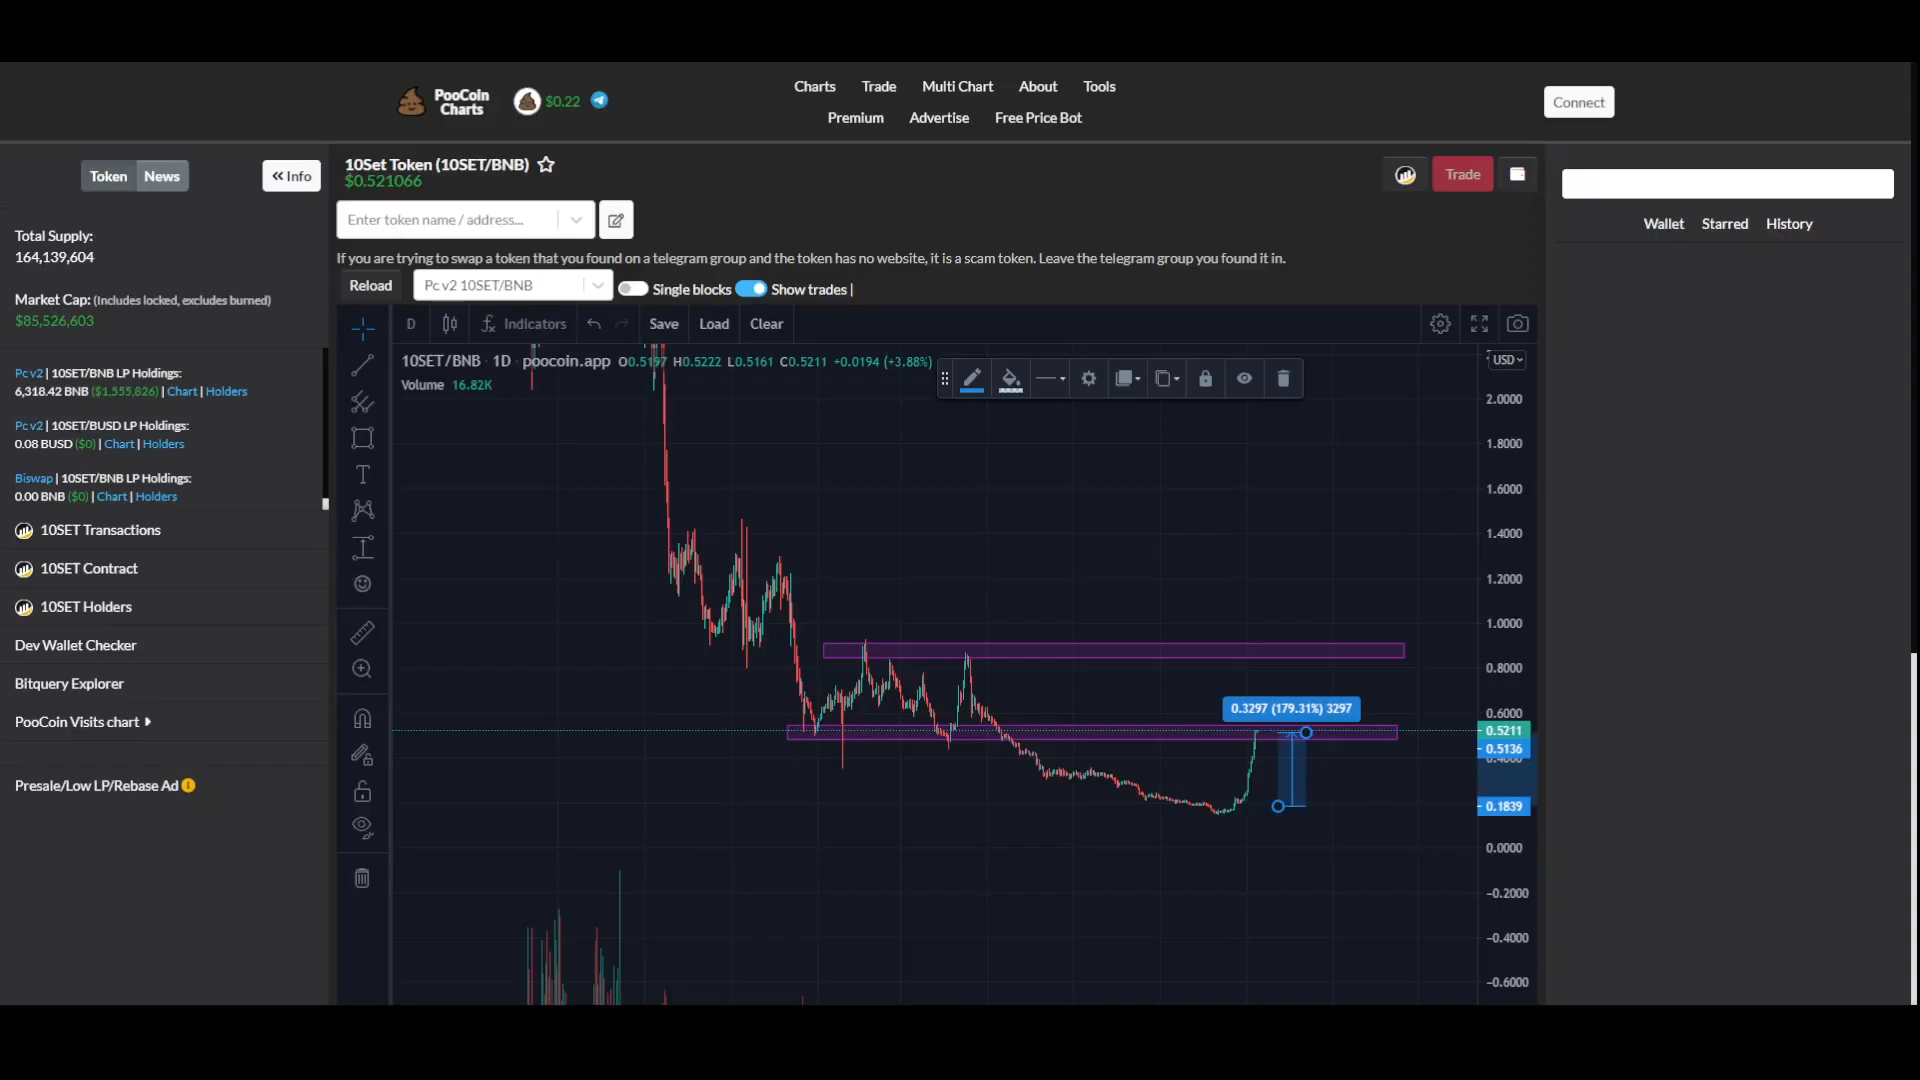 PooCoin
Charts
$0.22
Charts Trade Multi Chart About Tools
Premium Advertise Free Price Bot
Connect
Token News
Info
Total Supply:
164,139,604
Market Cap: (Includes locked, excludes burned)
$85,526,603
Pc v2 | 10SET/BNB LP Holdings:
6,318.42 BNB ($1,555,826) | Chart | Holders
Pc v2 | 10SET/BUSD LP Holdings:
0.08 BUSD ($0) | Chart | Holders
Biswap | 10SET/BNB LP Holdings:
0.00 BNB ($0) | Chart | Holders
10SET Transactions
10SET Contract
10SET Holders
Dev Wallet Checker
Bitquery Explorer
PooCoin Visits chart
Presale/Low LP/Rebase Ad
10Set Token (10SET/BNB)
$0.521066
Trade
Enter token name / address...
If you are trying to swap a token that you found on a telegram group and the token has no website, it is a scam token. Leave the telegram group you found it in.
Reload Pc v2 10SET/BNB Single blocks Show trades |
D Indicators Save Load Clear
10SET/BNB · 1D · poocoin.app O0.5197 H0.5222 L0.5161 C0.5211 +0.0194 (+3.88%)
Volume 16.82K
USD
2.0000
1.8000
1.6000
1.4000
1.2000
1.0000
0.8000
0.3297 (179.31%) 3297
0.6000
0.5211
0.5136
0.4000
0.1839
0.0000
−0.2000
−0.4000
−0.6000
Wallet Starred History